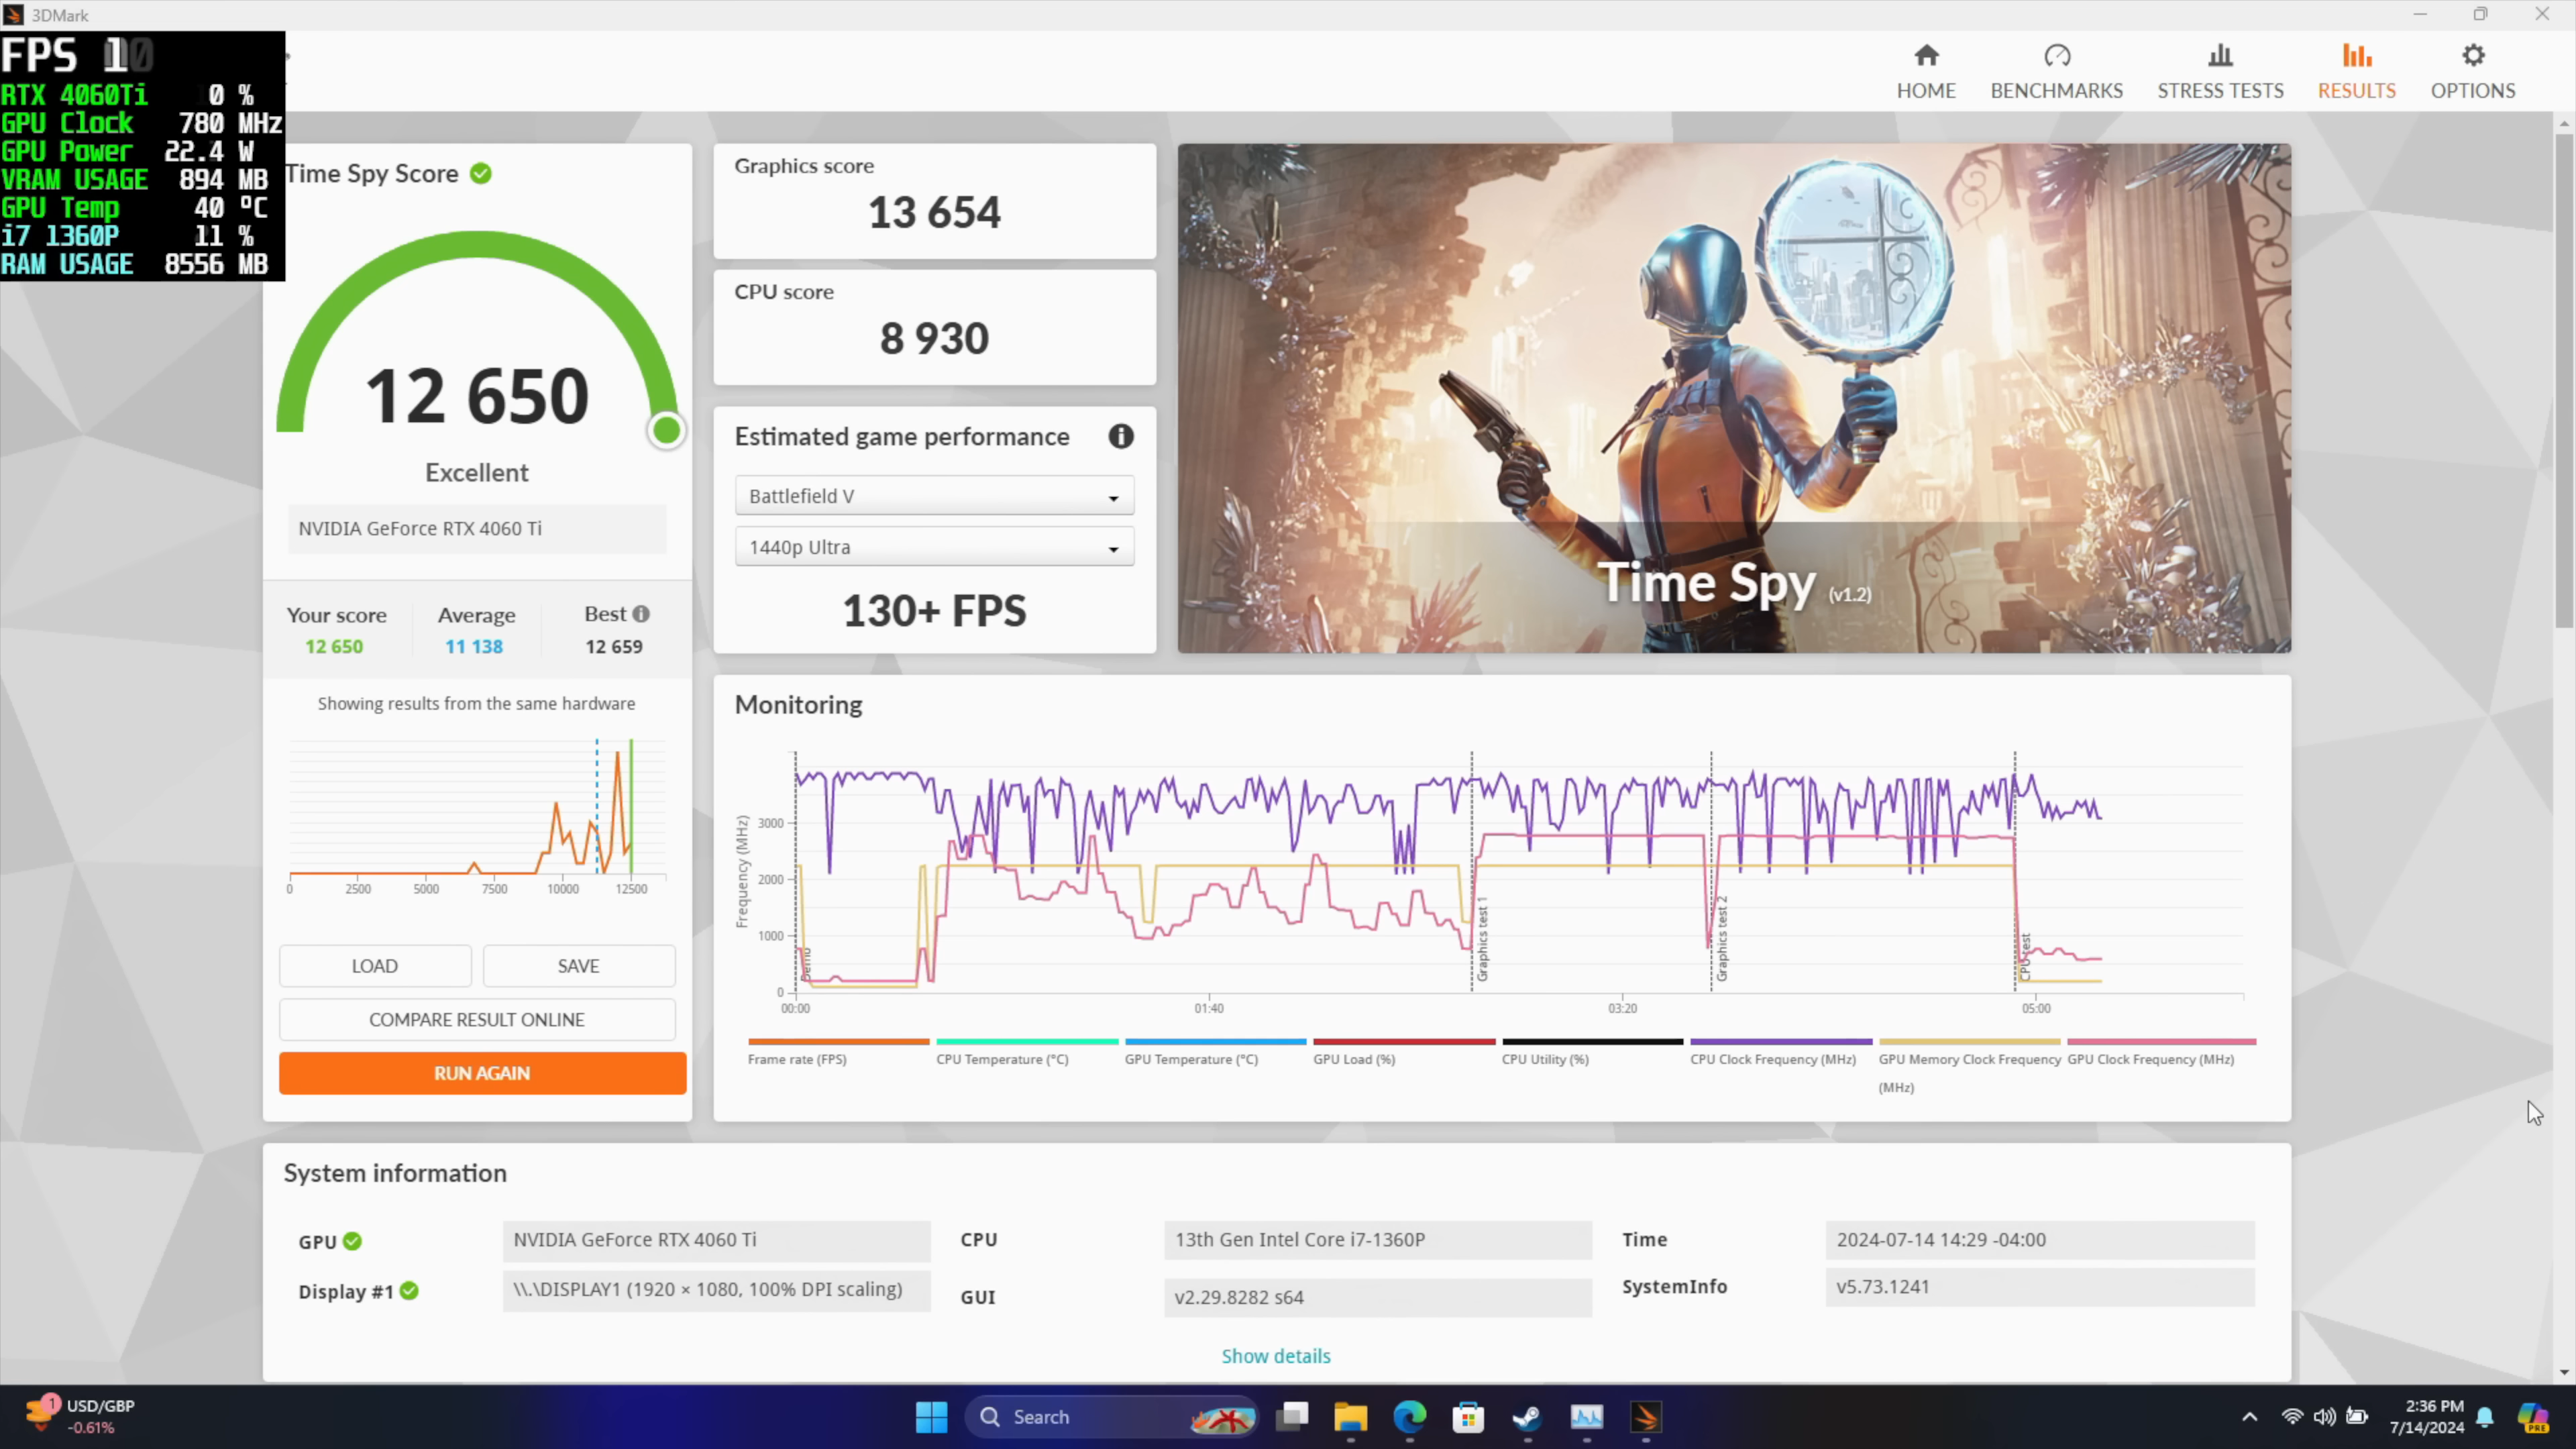 3DMark
FPS 10
RTX 4060Ti 0 %
GPU Clock 780 MHz
GPU Power 22.4 W
VRAM USAGE 894 MB
GPU Temp 40 °C
i7 1360P 11 %
RAM USAGE 8556 MB
HOME
BENCHMARKS
STRESS TESTS
RESULTS
OPTIONS
Time Spy Score
12 650
Excellent
NVIDIA GeForce RTX 4060 Ti
Your score Average Best
12 650 11 138 12 659
Showing results from the same hardware
0 2500 5000 7500 10000 12500
LOAD
SAVE
COMPARE RESULT ONLINE
RUN AGAIN
Graphics score
13 654
CPU score
8 930
Estimated game performance
Battlefield V
1440p Ultra
130+ FPS
Time Spy (v1.2)
Monitoring
Frequency (MHz)
3000
2000
1000
0
Demo
Graphics test 1
Graphics test 2
CPU test
00:00 01:40 03:20 05:00
Frame rate (FPS)
CPU Temperature (°C)
GPU Temperature (°C)
GPU Load (%)
CPU Utility (%)
CPU Clock Frequency (MHz)
GPU Memory Clock Frequency
(MHz)
GPU Clock Frequency (MHz)
System information
GPU NVIDIA GeForce RTX 4060 Ti
Display #1 \\.\DISPLAY1 (1920 × 1080, 100% DPI scaling)
CPU 13th Gen Intel Core i7-1360P
GUI v2.29.8282 s64
Time 2024-07-14 14:29 -04:00
SystemInfo v5.73.1241
Show details
1
USD/GBP
-0.61%
Search
2:36 PM
7/14/2024
PRE